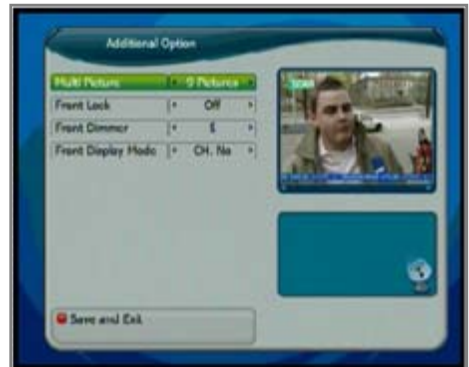 Additional Option
Multi Picture 9 Pictures
Front Lock Off
Front Dimmer 5
Front Display Mode CH. No
Save and Exit